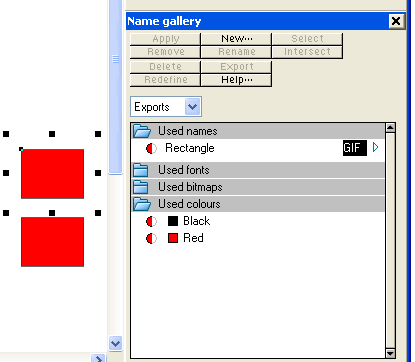 Name gallery
Apply New... Select
Remove Rename Intersect
Delete Export
Redefine Help...
Exports
Used names
Rectangle GIF
Used fonts
Used bitmaps
Used colours
Black
Red